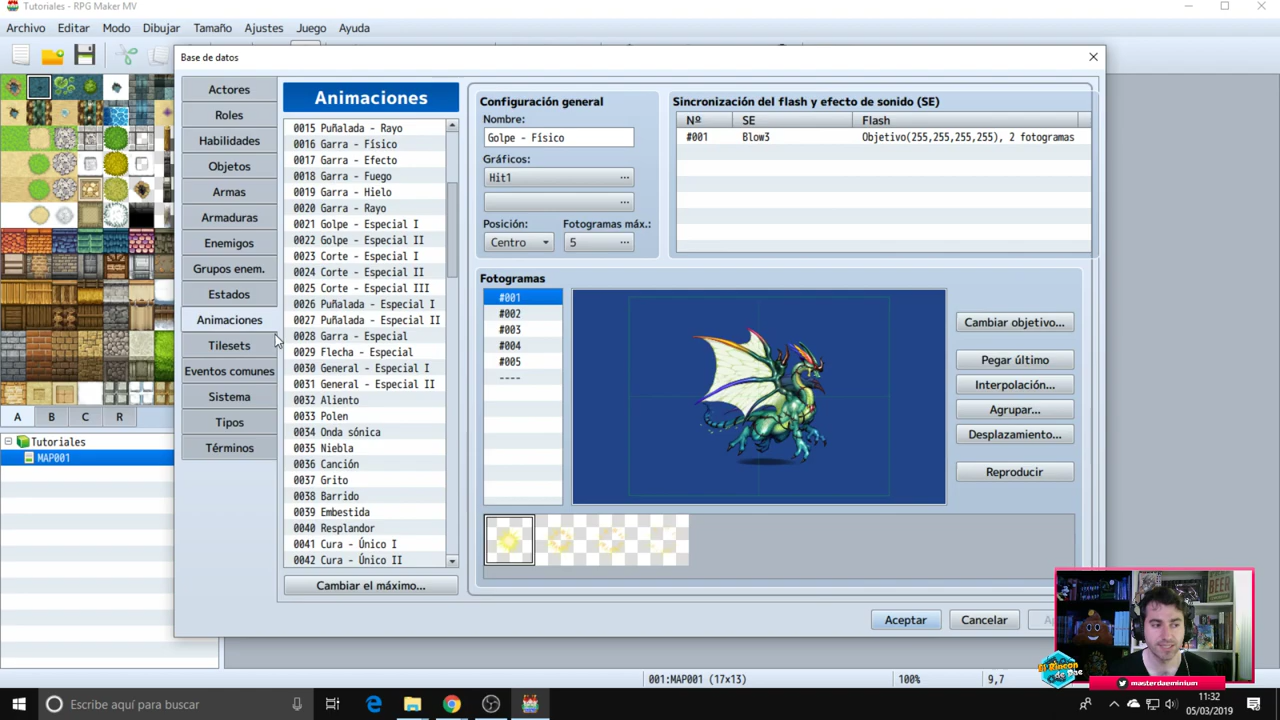 Tutoriales - RPG Maker MV
Archivo Editar Modo Dibujar Tamaño Ajustes Juego Ayuda
Base de datos
Actores
Roles
Habilidades
Objetos
Armas
Armaduras
Enemigos
Grupos enem.
Estados
Animaciones
Tilesets
Eventos comunes
Sistema
Tipos
Términos
Animaciones
0015 Puñalada - Rayo
0016 Garra - Físico
0017 Garra - Efecto
0018 Garra - Fuego
0019 Garra - Hielo
0020 Garra - Rayo
0021 Golpe - Especial I
0022 Golpe - Especial II
0023 Corte - Especial I
0024 Corte - Especial II
0025 Corte - Especial III
0026 Puñalada - Especial I
0027 Puñalada - Especial II
0028 Garra - Especial
0029 Flecha - Especial
0030 General - Especial I
0031 General - Especial II
0032 Aliento
0033 Polen
0034 Onda sónica
0035 Niebla
0036 Canción
0037 Grito
0038 Barrido
0039 Embestida
0040 Resplandor
0041 Cura - Único I
0042 Cura - Único II
Cambiar el máximo...
Configuración general
Nombre:
Golpe - Físico
Gráficos:
Hit1 ...
...
Posición: Fotogramas máx.:
Centro 5 ...
Sincronización del flash y efecto de sonido (SE)
Nº SE Flash
#001 Blow3 Objetivo(255,255,255,255), 2 fotogramas
Fotogramas
#001
#002
#003
#004
#005
----
Cambiar objetivo...
Pegar último
Interpolación...
Agrupar...
Desplazamiento...
Reproducir
Aceptar Cancelar
A B C R
Tutoriales
MAP001
001:MAP001 (17x13) 100% 9,7
BEER
El Rincon de Dae
masterdaeminium
Escribe aquí para buscar
11:32
05/03/2019